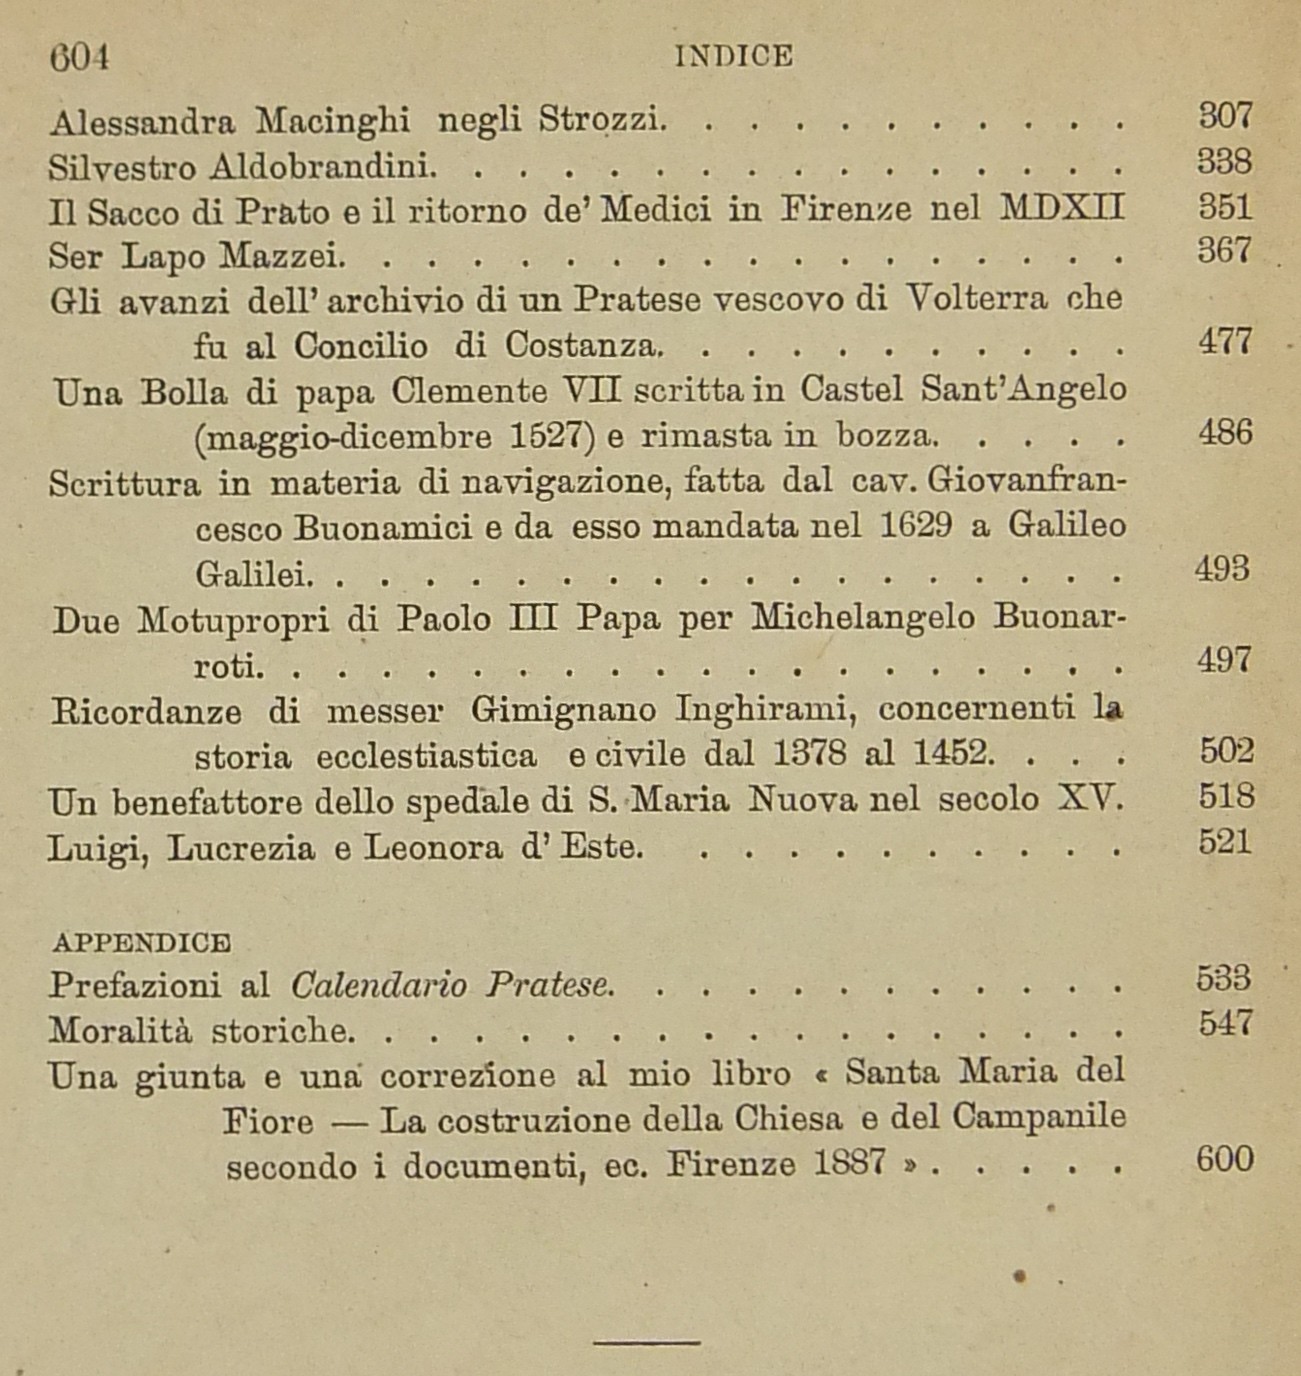 604 INDICE
Alessandra Macinghi negli Strozzi. . . . . . . . . . . 307
Silvestro Aldobrandini. . . . . . . . . . . . . . . . 338
Il Sacco di Prato e il ritorno de' Medici in Firenze nel MDXII 351
Ser Lapo Mazzei. . . . . . . . . . . . . . . . . . 367
Gli avanzi dell' archivio di un Pratese vescovo di Volterra che
fu al Concilio di Costanza. . . . . . . . . . . 477
Una Bolla di papa Clemente VII scritta in Castel Sant'Angelo
(maggio-dicembre 1527) e rimasta in bozza. . . . . 486
Scrittura in materia di navigazione, fatta dal cav. Giovanfran-
cesco Buonamici e da esso mandata nel 1629 a Galileo
Galilei. . . . . . . . . . . . . . . . . . . 493
Due Motupropri di Paolo III Papa per Michelangelo Buonar-
roti. . . . . . . . . . . . . . . . . . . . 497
Ricordanze di messer Gimignano Inghirami, concernenti la
storia ecclestiastica e civile dal 1378 al 1452. . . . 502
Un benefattore dello spedale di S. Maria Nuova nel secolo XV. 518
Luigi, Lucrezia e Leonora d' Este. . . . . . . . . . . 521
APPENDICE
Prefazioni al Calendario Pratese. . . . . . . . . . . . 533
Moralità storiche. . . . . . . . . . . . . . . . . . 547
Una giunta e una correzione al mio libro « Santa Maria del
Fiore — La costruzione della Chiesa e del Campanile
secondo i documenti, ec. Firenze 1887 » . . . . . 600